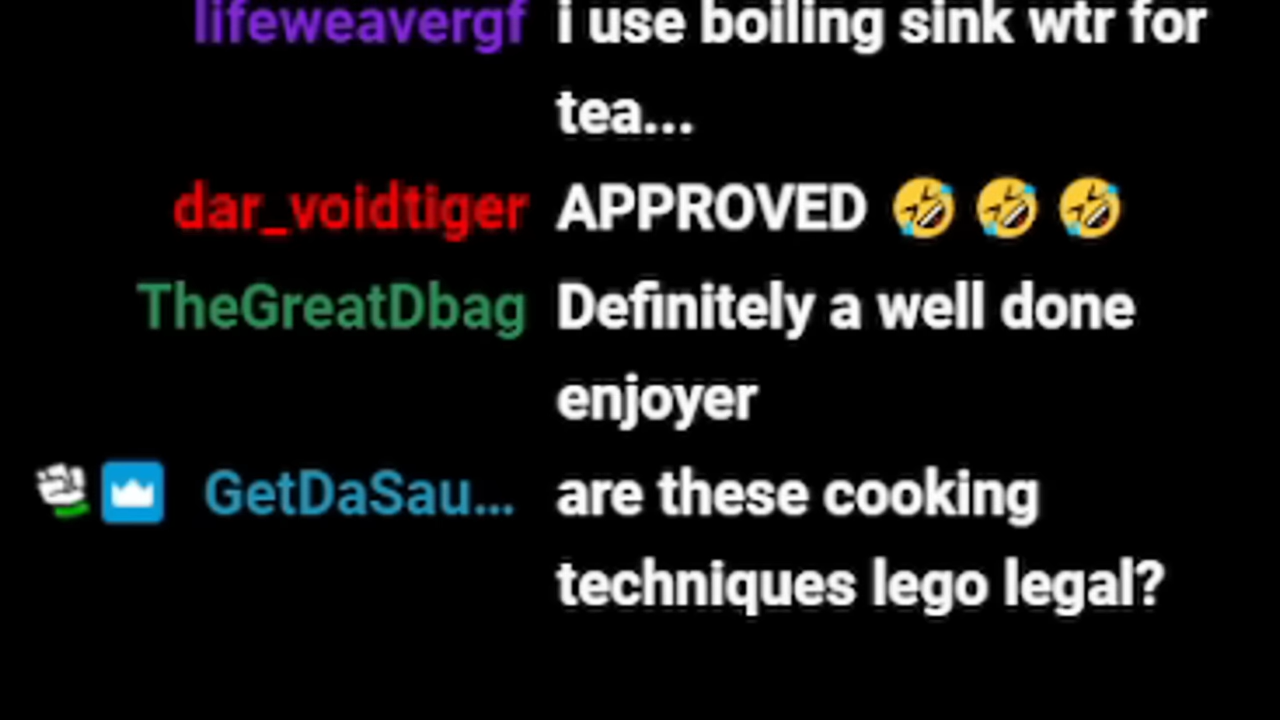 lifeweavergf i use boiling sink wtr for
tea...
dar_voidtiger APPROVED 🤣 🤣 🤣
TheGreatDbag Definitely a well done
enjoyer
GetDaSau... are these cooking
techniques lego legal?